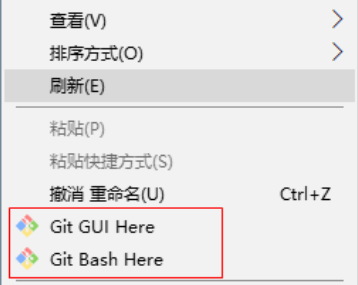 查看(V)
排序方式(O)
刷新(E)
粘贴(P)
粘贴快捷方式(S)
撤消 重命名(U) Ctrl+Z
Git GUI Here
Git Bash Here